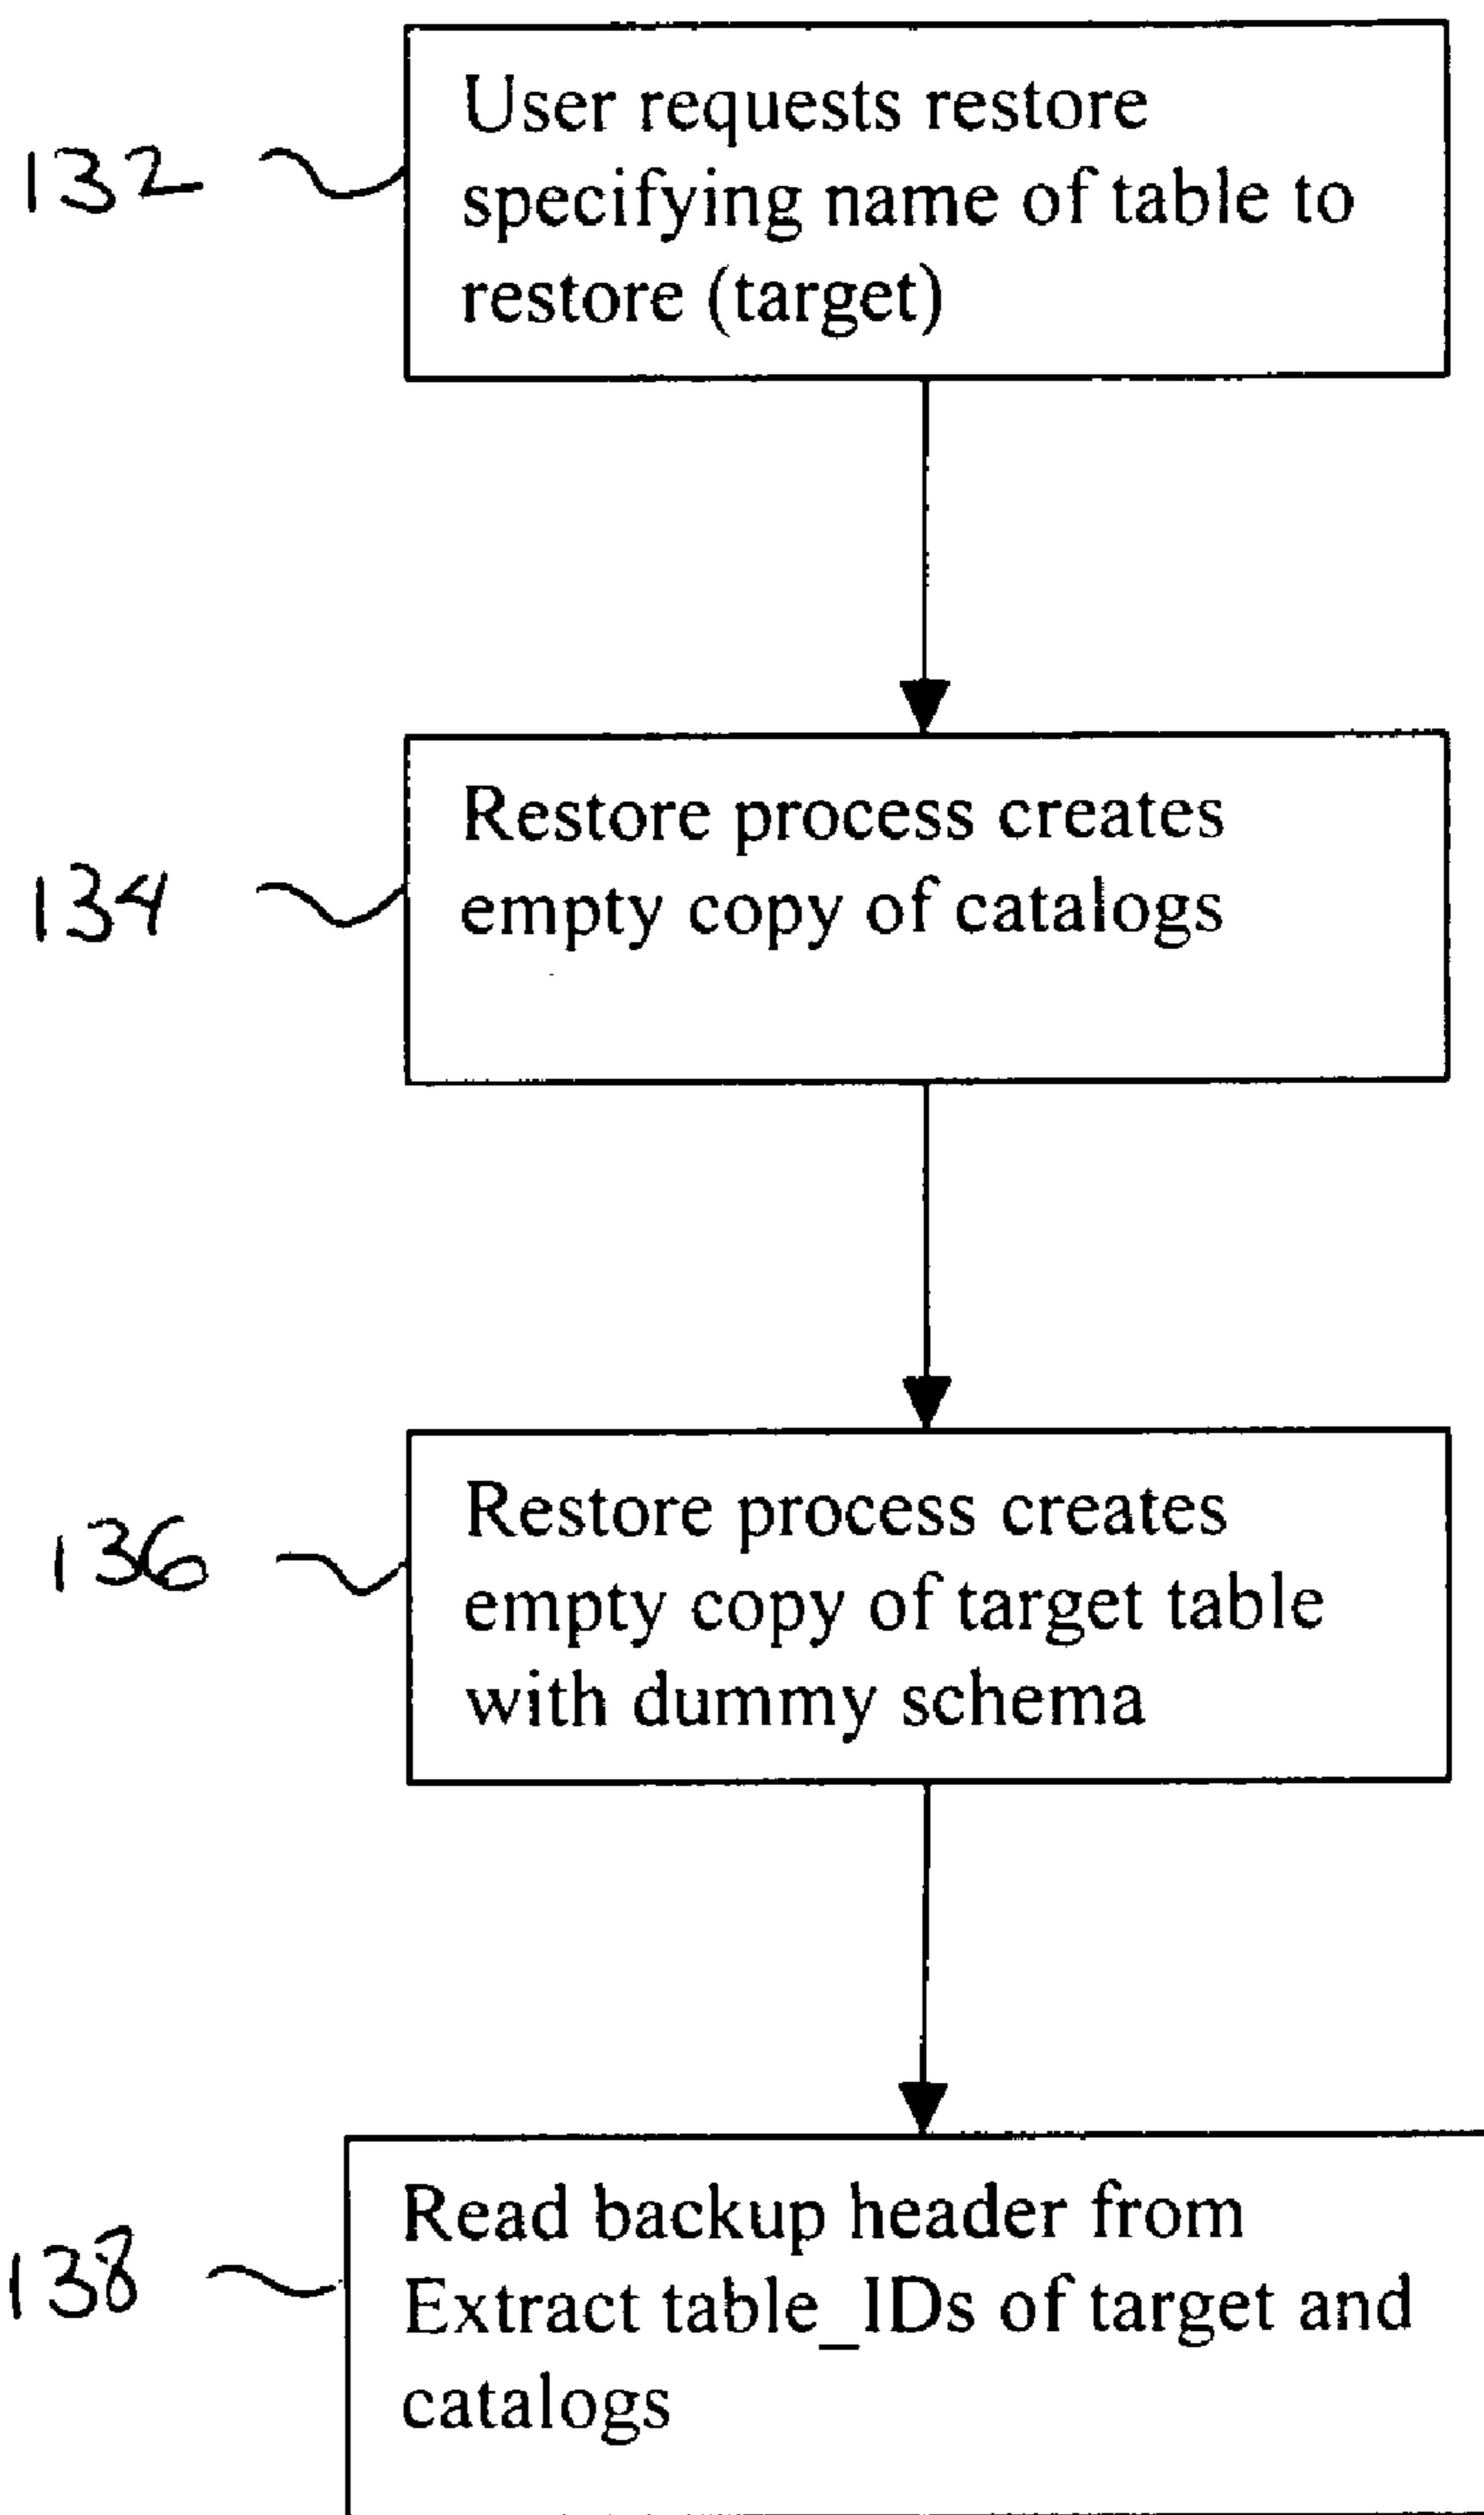 132
User requests restore
specifying name of table to
restore (target)
134
Restore process creates
empty copy of catalogs
136
Restore process creates
empty copy of target table
with dummy schema
138
Read backup header from
Extract table_IDs of target and
catalogs